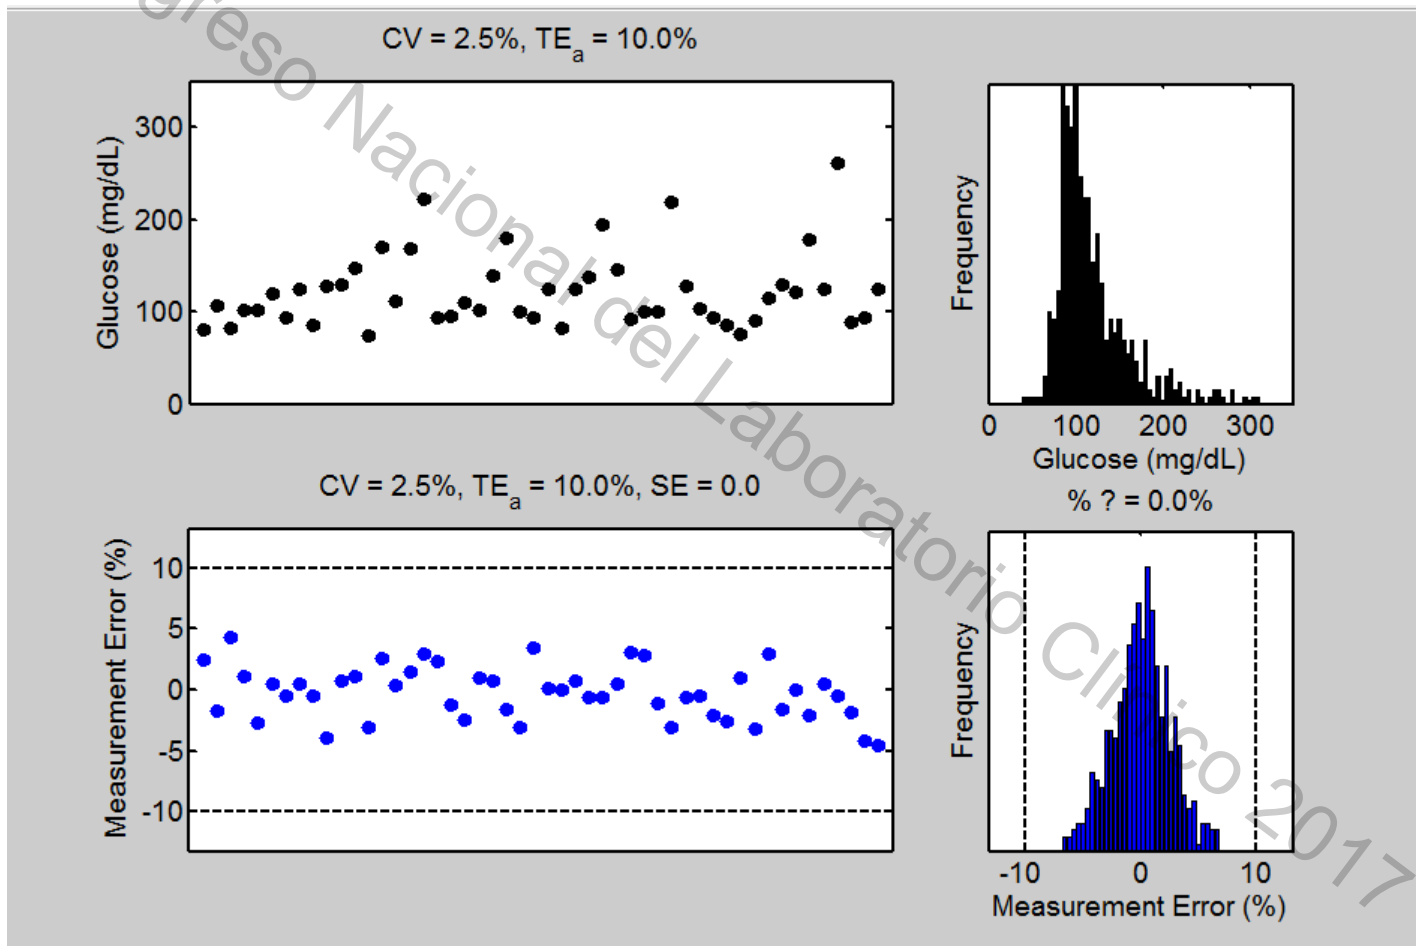 CV = 2.5%, TEa = 10.0%
Glucose (mg/dL)
300
200
100
0
Frequency
0 100 200 300
Glucose (mg/dL)
CV = 2.5%, TEa = 10.0%, SE = 0.0
Measurement Error (%)
10
5
0
-5
-10
% ? = 0.0%
Frequency
-10 0 10
Measurement Error (%)
greso Nacional del Laboratorio Clínico 2017